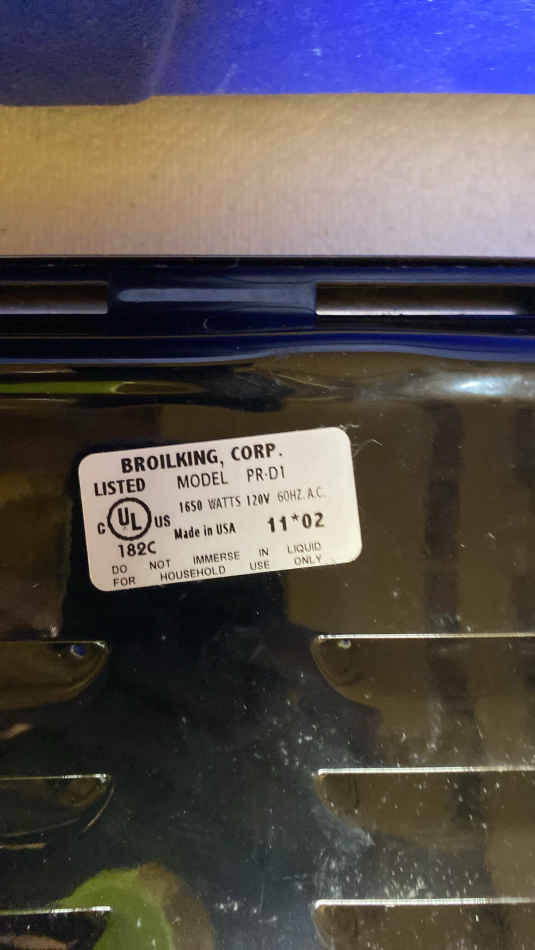 BROILKING, CORP.
LISTED MODEL PR-D1
1650 WATTS 120V 60HZ. A.C.
C UL US
Made in USA 11*02
182C
DO NOT IMMERSE IN LIQUID
FOR HOUSEHOLD USE ONLY